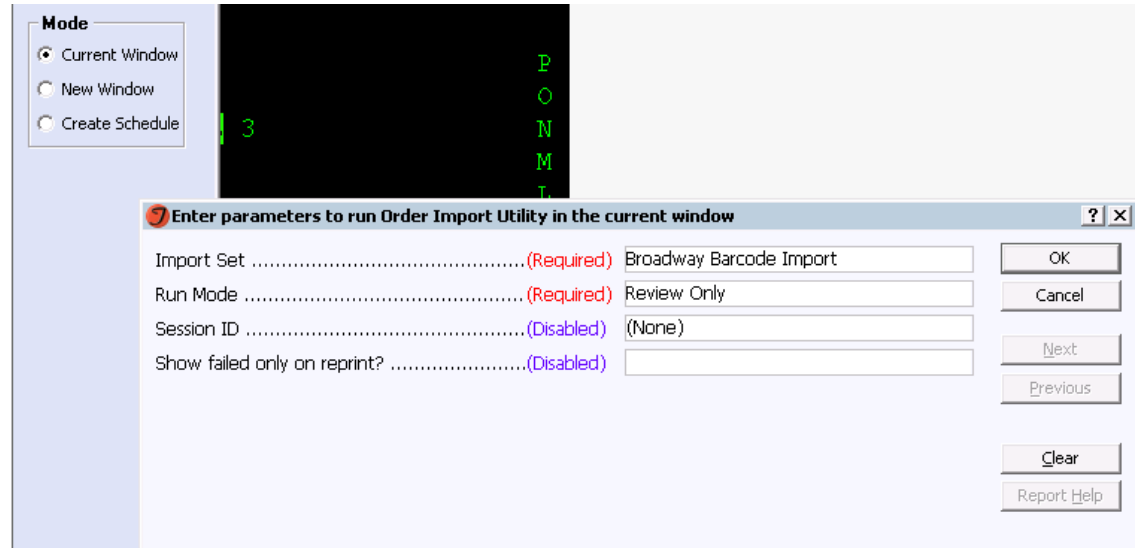 Mode
Current Window
New Window
Create Schedule
P
O
3 N
M
L
Enter parameters to run Order Import Utility in the current window ? X
Import Set .............................................(Required) Broadway Barcode Import OK
Run Mode ..............................................(Required) Review Only Cancel
Session ID ..............................................(Disabled) (None)
Show failed only on reprint? .......................(Disabled)
Next
Previous
Clear
Report Help